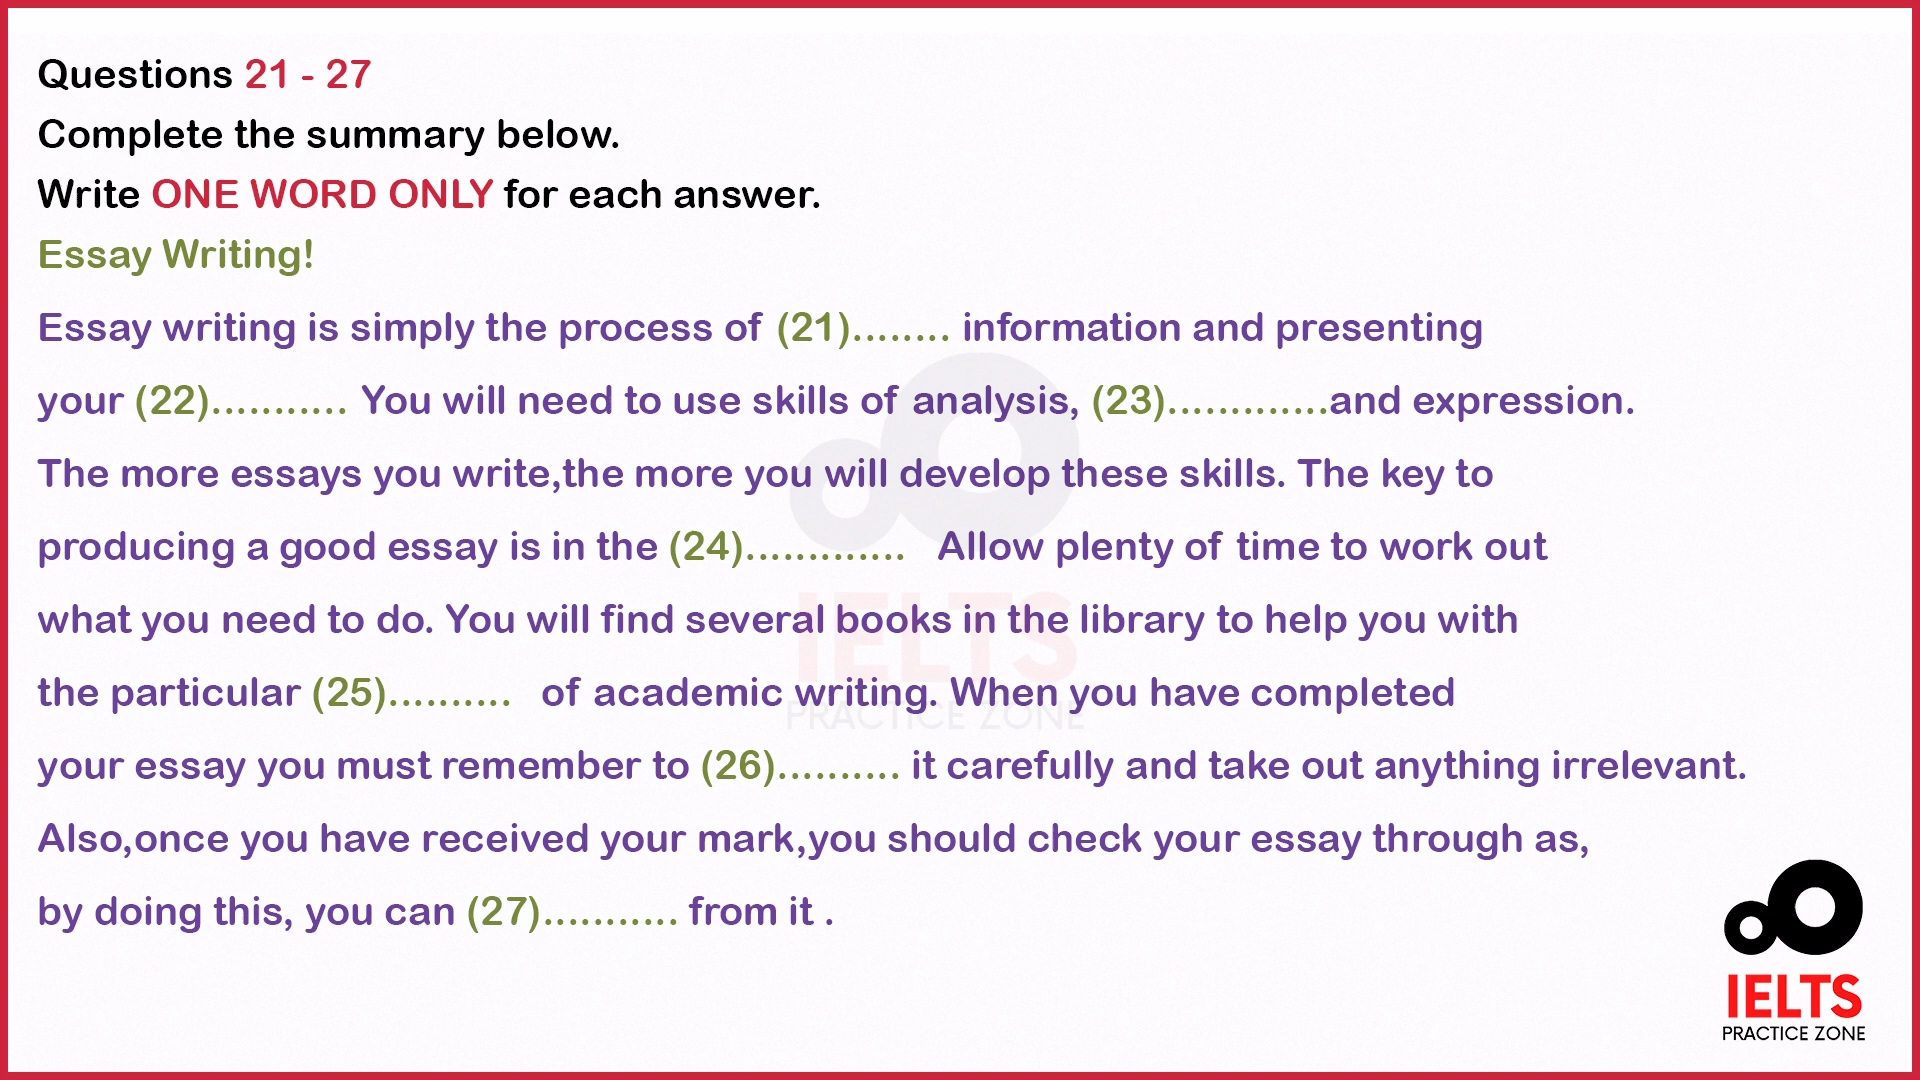 Questions 21 - 27
Complete the summary below.
Write ONE WORD ONLY for each answer.
Essay Writing!
Essay writing is simply the process of (21)........ information and presenting
your (22)........... You will need to use skills of analysis, (23).............and expression.
The more essays you write,the more you will develop these skills. The key to
producing a good essay is in the (24)............. Allow plenty of time to work out
what you need to do. You will find several books in the library to help you with
the particular (25).......... of academic writing. When you have completed
your essay you must remember to (26).......... it carefully and take out anything irrelevant.
Also,once you have received your mark,you should check your essay through as,
by doing this, you can (27)........... from it .
IELTS
PRACTICE ZONE
IELTS
PRACTICE ZONE